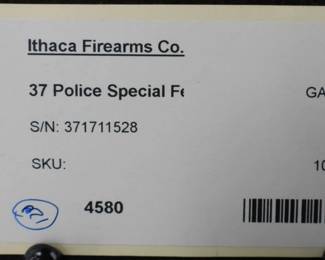 Ithaca Firearms Co.
37 Police Special Fe
GA
S/N: 371711528
SKU:
10
4580